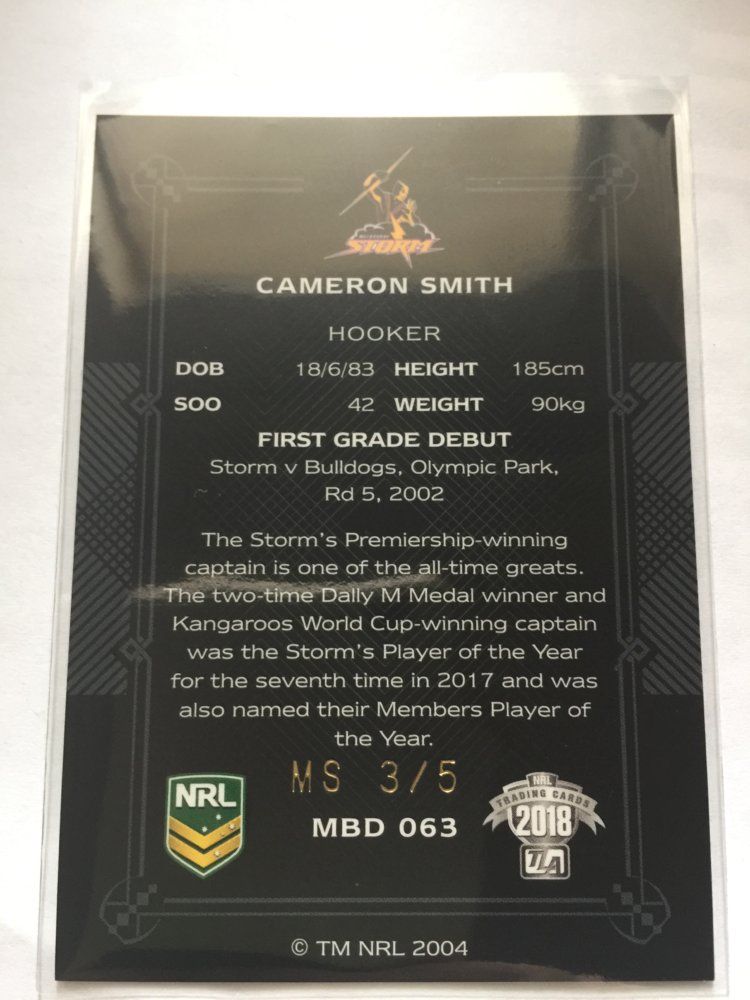 STORM
CAMERON SMITH
HOOKER
DOB 18/6/83 HEIGHT 185cm
SOO 42 WEIGHT 90kg
FIRST GRADE DEBUT
Storm v Bulldogs, Olympic Park,
Rd 5, 2002
The Storm's Premiership-winning
captain is one of the all-time greats.
The two-time Dally M Medal winner and
Kangaroos World Cup-winning captain
was the Storm's Player of the Year
for the seventh time in 2017 and was
also named their Members Player of
the Year.
MS 3/5
NRL
MBD 063
NRL
TRADING CARDS
2018
TLA
© TM NRL 2004